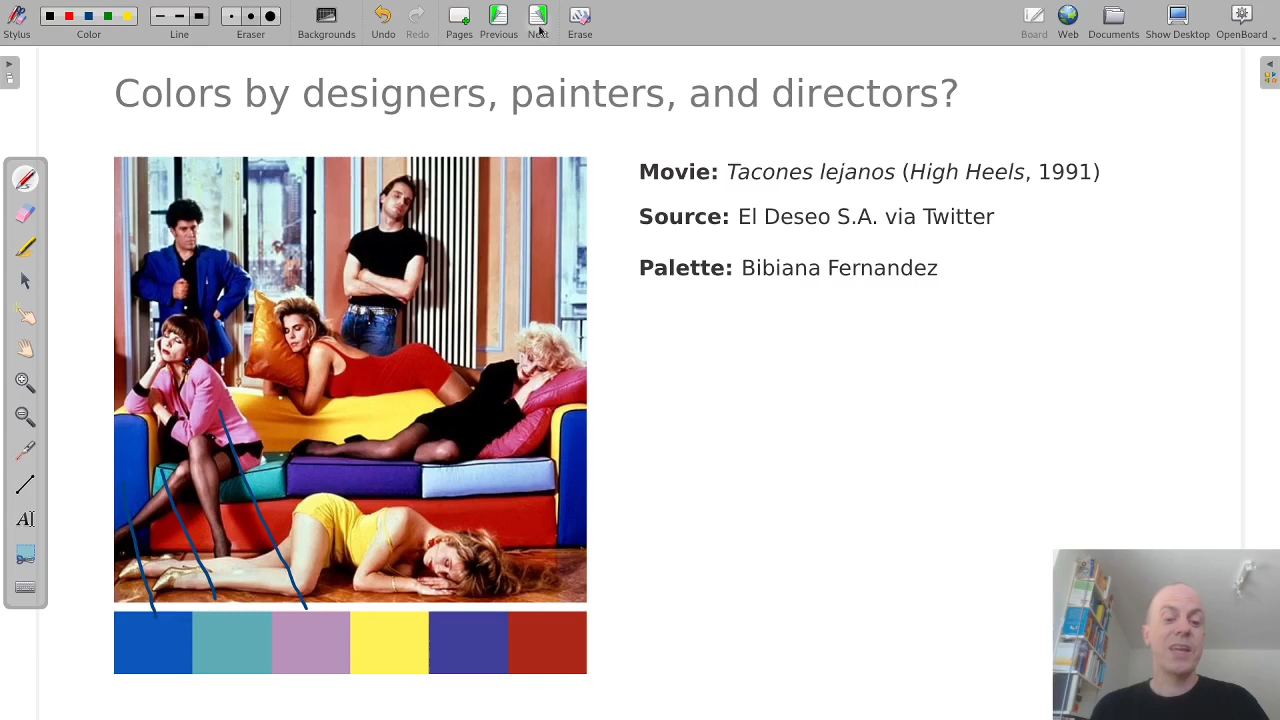 Stylus Color Line Eraser Backgrounds Undo Redo Pages Previous Next Erase Board Web Documents Show Desktop OpenBoard
Colors by designers, painters, and directors?
Movie: Tacones lejanos (High Heels, 1991)
Source: El Deseo S.A. via Twitter
Palette: Bibiana Fernandez